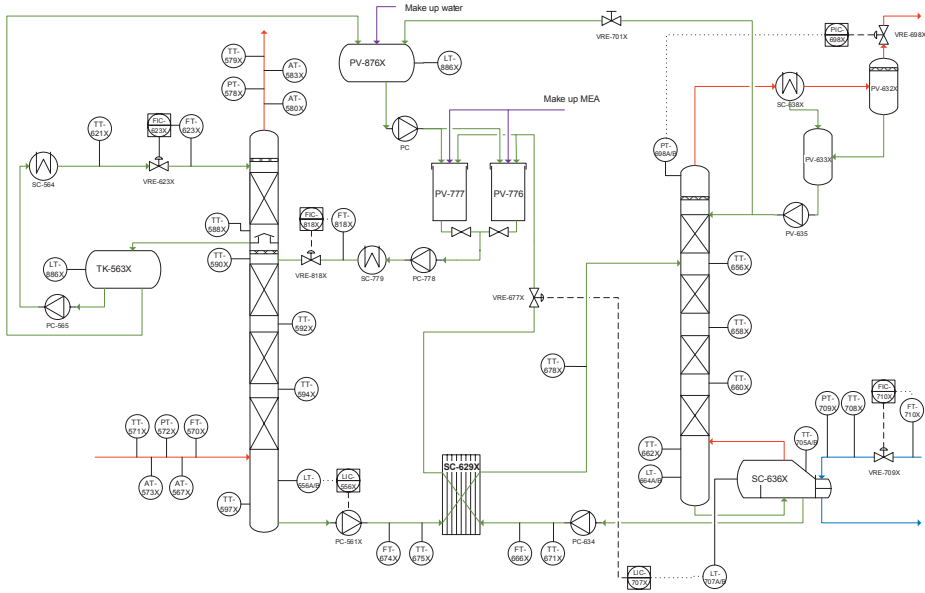 Make up water
PIC-
698X
VRE-698X
VRE-701X
TT-
579X
AT-
583X
PV-876X
LT-
886X
PT-
578X
AT-
580X
SC-638X
PV-632X
Make up MEA
TT-
621X
FIC-
623X
FT-
623X
PC
PT-
698A/B
PV-633X
SC-564
VRE-623X
PV-777
PV-776
TT-
588X
FIC-
818X
FT-
818X
PV-635
TT-
590X
LT-
886X
TK-563X
VRE-818X
SC-779
PC-778
TT-
656X
PC-565
VRE-677X
TT-
592X
TT-
658X
TT-
678X
TT-
594X
TT-
660X
FIC-
710X
TT-
571X
PT-
572X
FT-
570X
PT-
709X
TT-
708X
FT-
710X
TT-
705A/B
AT-
573X
AT-
567X
LT-
556A/B
LIC-
556X
SC-629X
TT-
662X
LT-
664A/B
SC-636X
VRE-709X
TT-
597X
PC-561X
PC-634
FT-
674X
TT-
675X
FT-
666X
TT-
671X
LIC-
707X
LT-
707A/B